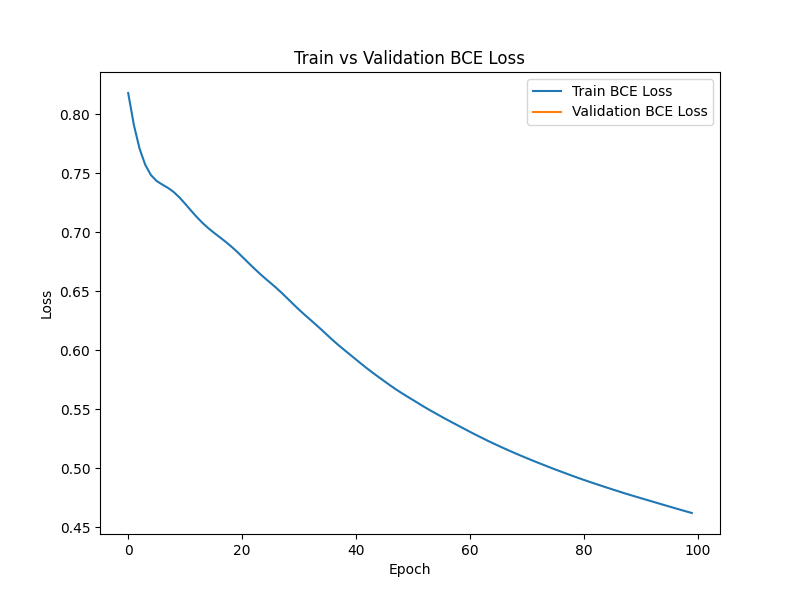 Train vs Validation BCE Loss
Train BCE Loss
Validation BCE Loss
0.80
0.75
0.70
0.65
0.60
0.55
0.50
0.45
Loss
0 20 40 60 80 100
Epoch